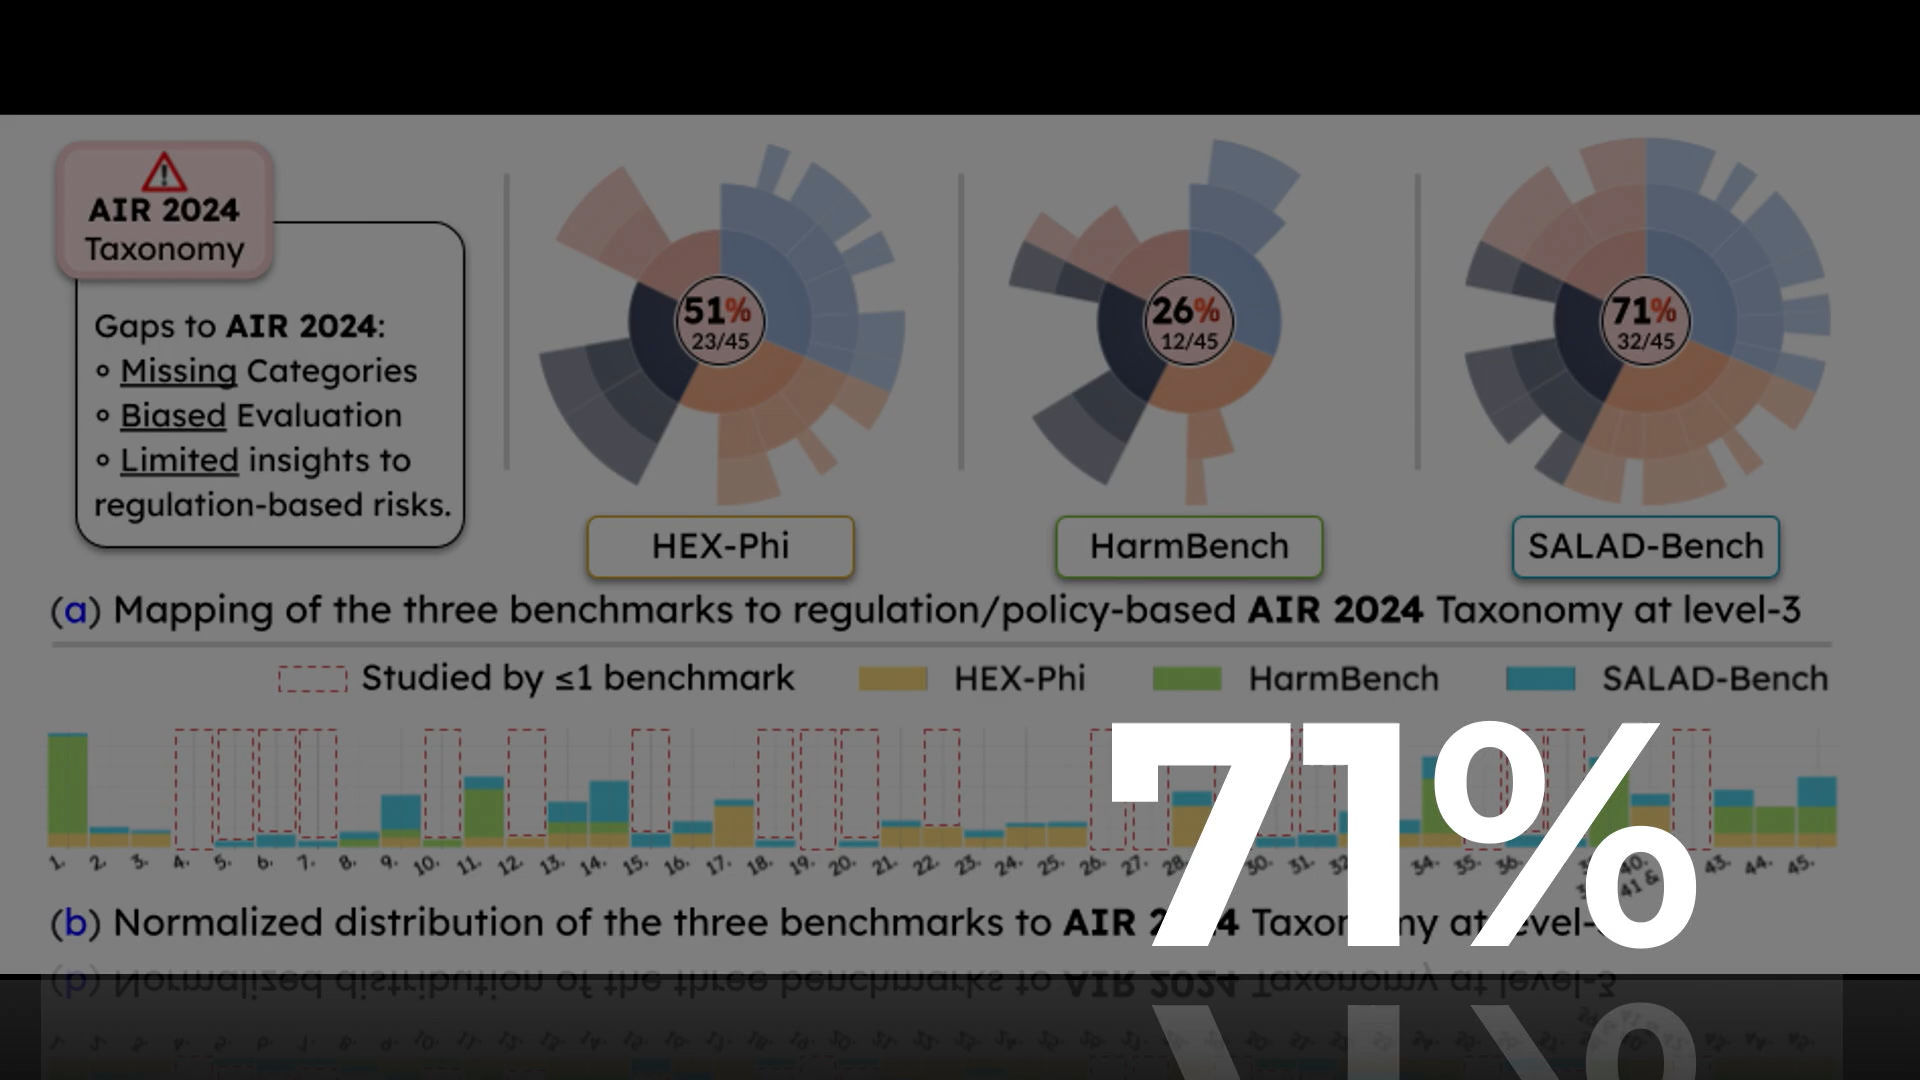 AIR 2024
Taxonomy
Gaps to AIR 2024:
◦ Missing Categories
◦ Biased Evaluation
◦ Limited insights to
regulation-based risks.
51%
23/45
26%
12/45
71%
32/45
HEX-Phi
HarmBench
SALAD-Bench
(a) Mapping of the three benchmarks to regulation/policy-based AIR 2024 Taxonomy at level-3
Studied by ≤1 benchmark
HEX-Phi
HarmBench
SALAD-Bench
71%
1. 2. 3. 4. 5. 6. 7. 8. 9. 10. 11. 12. 13. 14. 15. 16. 17. 18. 19. 20. 21. 22. 23. 24. 25. 26. 27. 28. 30. 31. 34. 35. 36. 40. 43. 44. 45.
41 &
(b) Normalized distribution of the three benchmarks to AIR Taxonomy at